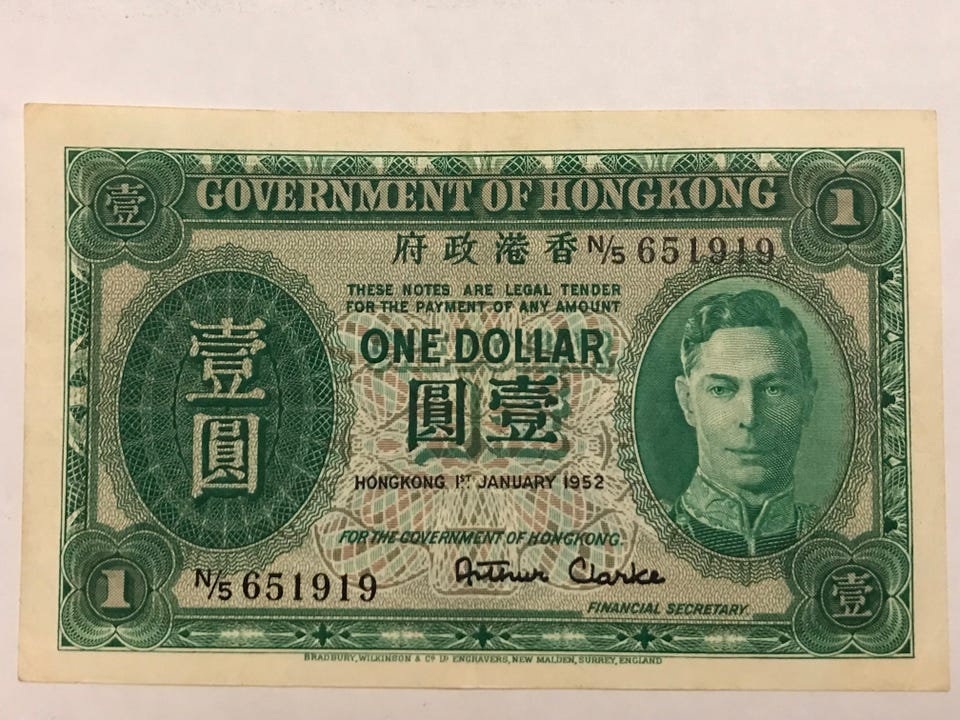 壹
GOVERNMENT OF HONGKONG
1
府政港香
N/5 651919
THESE NOTES ARE LEGAL TENDER
FOR THE PAYMENT OF ANY AMOUNT
ONE DOLLAR
圓壹
壹
圓
HONGKONG 1ST JANUARY 1952
FOR THE GOVERNMENT OF HONGKONG.
Arthur Clarke
FINANCIAL SECRETARY.
N/5 651919
1
壹
BRADBURY, WILKINSON & Co Ld ENGRAVERS, NEW MALDEN, SURREY, ENGLAND